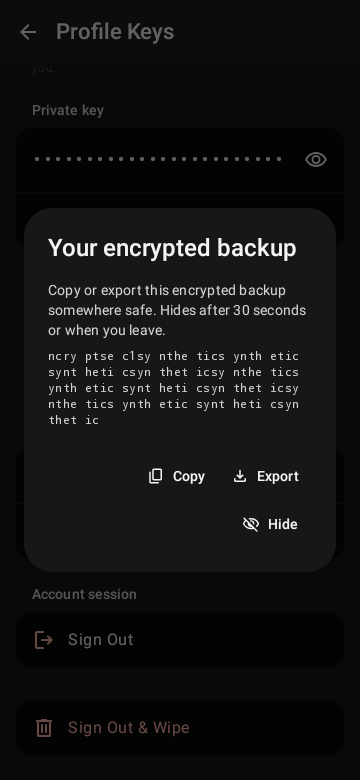 Profile Keys
you.
Private key
Your encrypted backup
Copy or export this encrypted backup
somewhere safe. Hides after 30 seconds
or when you leave.
ncry ptse c1sy nthe tics ynth etic
synt heti csyn thet icsy nthe tics
ynth etic synt heti csyn thet icsy
nthe tics ynth etic synt heti csyn
thet ic
Copy
Export
Hide
Account session
Sign Out
Sign Out & Wipe